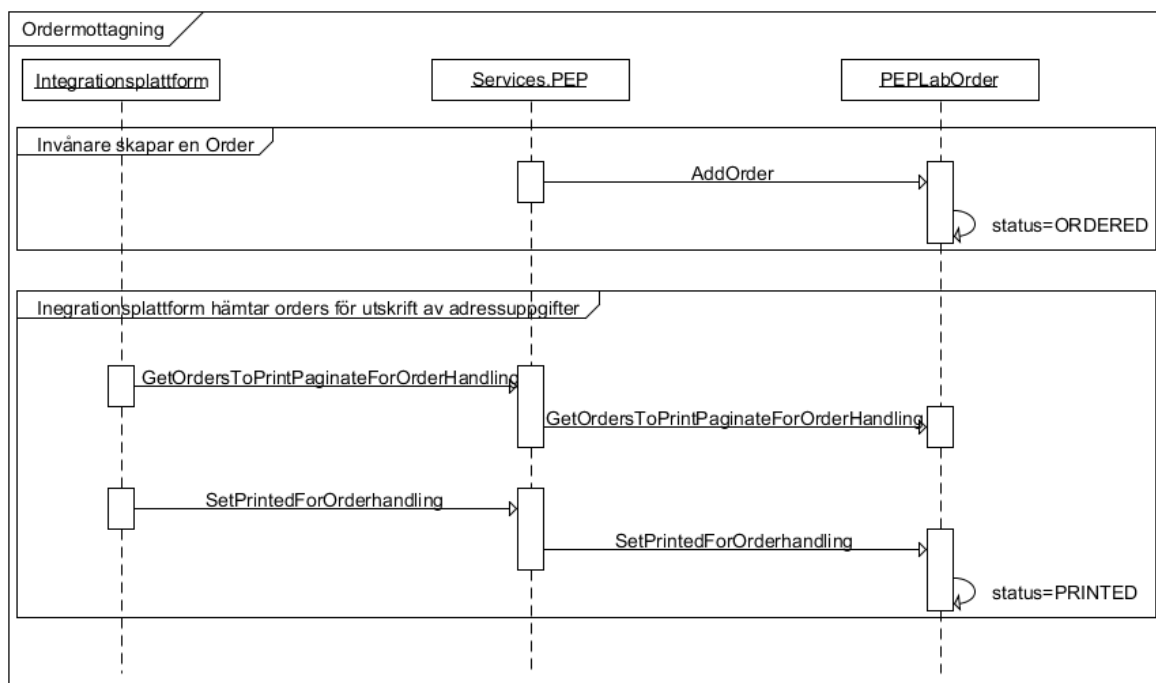 Ordermottagning
Integrationsplattform
Services.PEP
PEPLabOrder
Invånare skapar en Order
AddOrder
status=ORDERED
Inegrationsplattform hämtar orders för utskrift av adressuppgifter
GetOrdersToPrintPaginateForOrderHandling
GetOrdersToPrintPaginateForOrderHandling
SetPrintedForOrderhandling
SetPrintedForOrderhandling
status=PRINTED